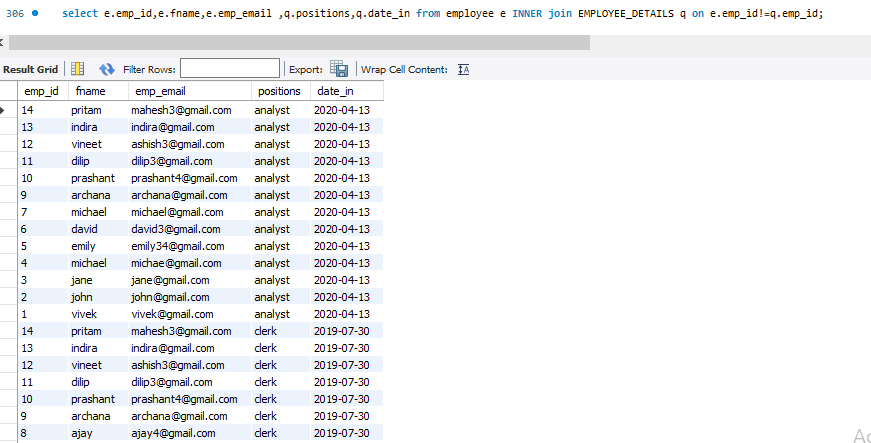 306 select e.emp_id,e.fname,e.emp_email ,q.positions,q.date_in from employee e INNER join EMPLOYEE_DETAILS q on e.emp_id!=q.emp_id;
Result Grid Filter Rows: Export: Wrap Cell Content:
emp_id fname emp_email positions date_in
14 pritam mahesh3@gmail.com analyst 2020-04-13
13 indira indira@gmail.com analyst 2020-04-13
12 vineet ashish3@gmail.com analyst 2020-04-13
11 dilip dilip3@gmail.com analyst 2020-04-13
10 prashant prashant4@gmail.com analyst 2020-04-13
9 archana archana@gmail.com analyst 2020-04-13
7 michael michael@gmail.com analyst 2020-04-13
6 david david3@gmail.com analyst 2020-04-13
5 emily emily34@gmail.com analyst 2020-04-13
4 michael michae@gmail.com analyst 2020-04-13
3 jane jane@gmail.com analyst 2020-04-13
2 john john@gmail.com analyst 2020-04-13
1 vivek vivek@gmail.com analyst 2020-04-13
14 pritam mahesh3@gmail.com clerk 2019-07-30
13 indira indira@gmail.com clerk 2019-07-30
12 vineet ashish3@gmail.com clerk 2019-07-30
11 dilip dilip3@gmail.com clerk 2019-07-30
10 prashant prashant4@gmail.com clerk 2019-07-30
9 archana archana@gmail.com clerk 2019-07-30
8 ajay ajay4@gmail.com clerk 2019-07-30